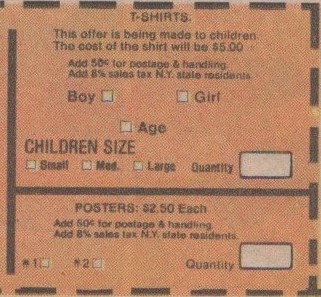 T-SHIRTS.
This offer is being made to children.
The cost of the shirt will be $5.00
Add 50¢ for postage & handling.
Add 8% sales tax N.Y. state residents.
Boy Girl
Age
CHILDREN SIZE
Small Med. Large Quantity
POSTERS: $2.50 Each
Add 50¢ for postage & handling
Add 8% sales tax N.Y. state residents.
#1 #2 Quantity